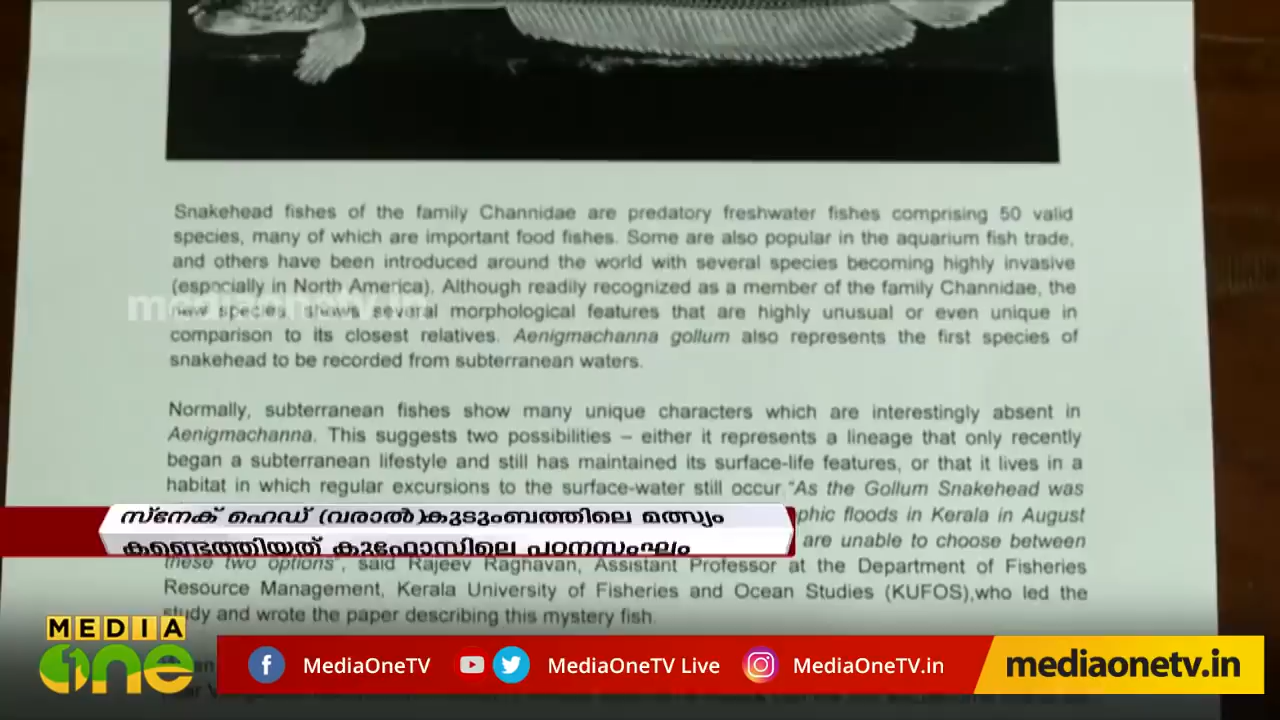 Snakehead fishes of the family Channidae are predatory freshwater fishes comprising 50 valid
species, many of which are important food fishes. Some are also popular in the aquarium fish trade,
and others have been introduced around the world with several species becoming highly invasive
(especially in North America). Although readily recognized as a member of the family Channidae, the
mediaonetv.in
new species shows several morphological features that are highly unusual or even unique in
comparison to its closest relatives. Aenigmachanna gollum also represents the first species of
snakehead to be recorded from subterranean waters.
Normally, subterranean fishes show many unique characters which are interestingly absent in
Aenigmachanna. This suggests two possibilities – either it represents a lineage that only recently
began a subterranean lifestyle and still has maintained its surface-life features, or that it lives in a
habitat in which regular excursions to the surface-water still occur "As the Gollum Snakehead was
phic floods in Kerala in August
are unable to choose between
these two options", said Rajeev Raghavan, Assistant Professor at the Department of Fisheries
Resource Management, Kerala University of Fisheries and Ocean Studies (KUFOS),who led the
study and wrote the paper describing this mystery fish.
സ്നേക് ഹെഡ് (വരാൽ)കുടുംബത്തിലെ മത്സ്യം
കണ്ടെത്തിയത് കുഫോസിലെ പഠനസംഘം
MEDIA
one
MediaOneTV
MediaOneTV Live
MediaOneTV.in
mediaonetv.in